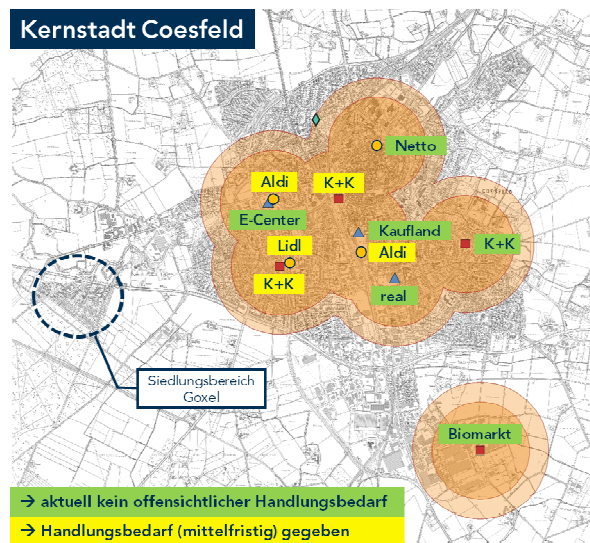 Kernstadt Coesfeld
Netto
Aldi
K+K
E-Center
Kaufland
K+K
Lidl
Aldi
K+K
real
Siedlungsbereich
Goxel
Biomarkt
→ aktuell kein offensichtlicher Handlungsbedarf
→ Handlungsbedarf (mittelfristig) gegeben